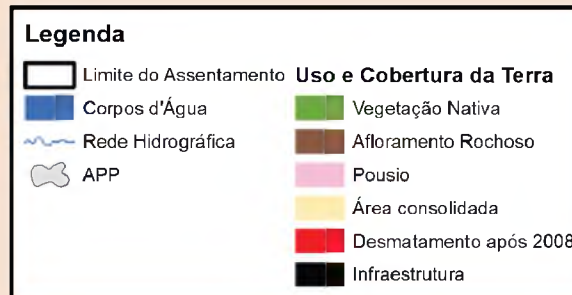 Legenda
Limite do Assentamento
Corpos d'Água
Rede Hidrográfica
APP
Uso e Cobertura da Terra
Vegetação Nativa
Afloramento Rochoso
Pousio
Área consolidada
Desmatamento após 2008
Infraestrutura